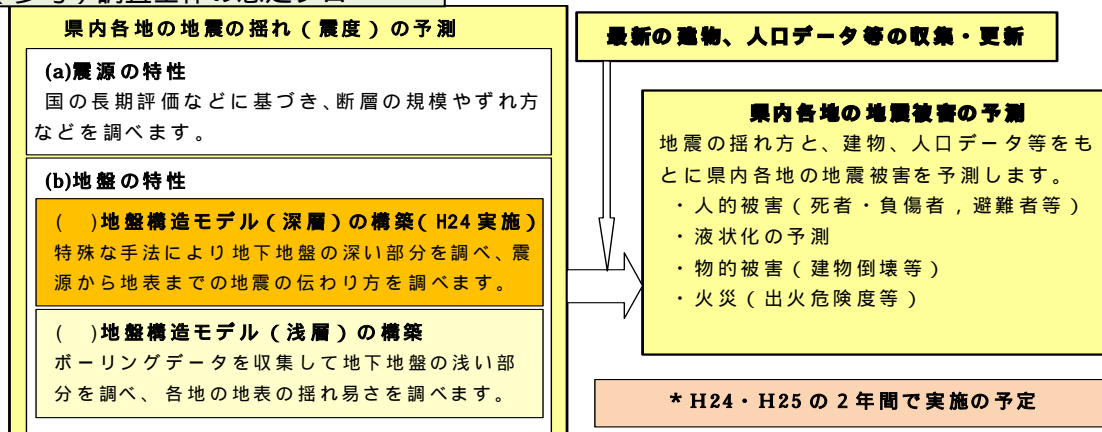 県内各地の地震の揺れ（震度）の予測
(a)震源の特性
国の長期評価などに基づき、断層の規模やずれ方
などを調べます。
(b)地盤の特性
(　)地盤構造モデル（深層）の構築(H24実施)
特殊な手法により地下地盤の深い部分を調べ、震
源から地表までの地震の伝わり方を調べます。
(　)地盤構造モデル（浅層）の構築
ボーリングデータを収集して地下地盤の浅い部
分を調べ、各地の地表の揺れ易さを調べます。
最新の建物、人口データ等の収集・更新
県内各地の地震被害の予測
地震の揺れ方と、建物、人口データ等をも
とに県内各地の地震被害を予測します。
・人的被害（死者・負傷者，避難者等）
・液状化の予測
・物的被害（建物倒壊等）
・火災（出火危険度等）
*H24・H25の2年間で実施の予定